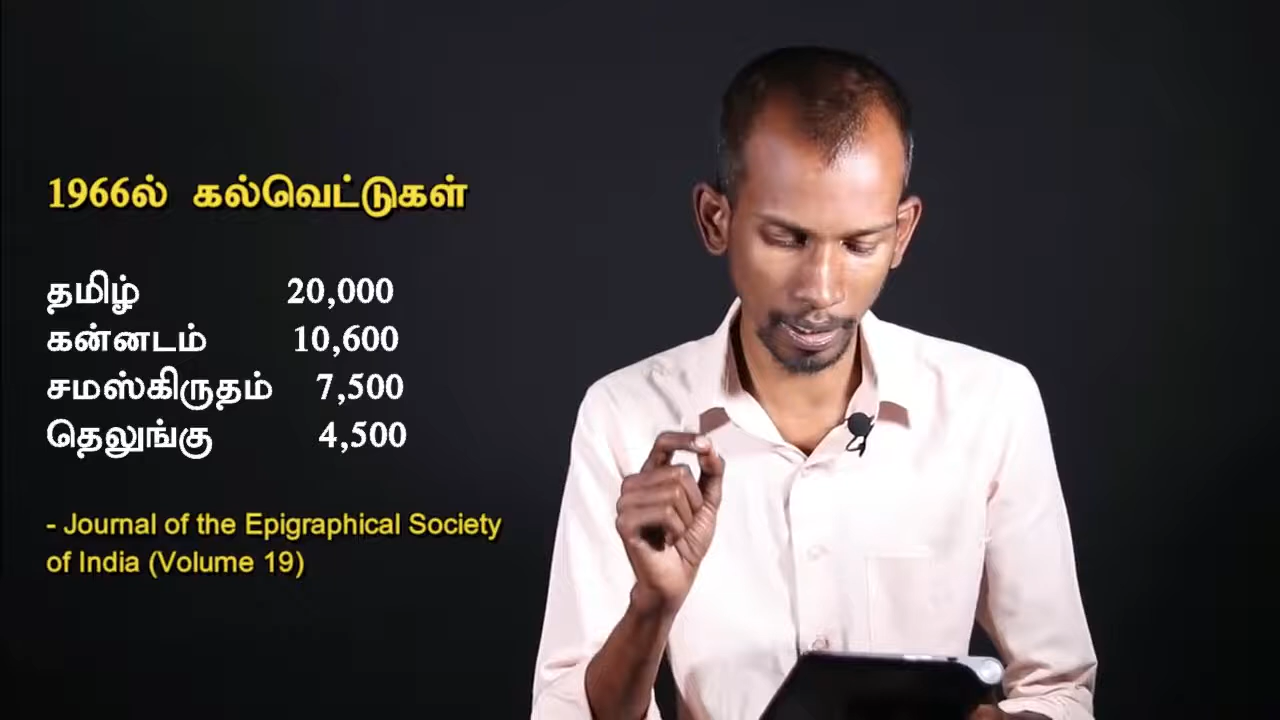 1966ல் கல்வெட்டுகள்
தமிழ் 20,000
கன்னடம் 10,600
சமஸ்கிருதம் 7,500
தெலுங்கு 4,500
- Journal of the Epigraphical Society
of India (Volume 19)